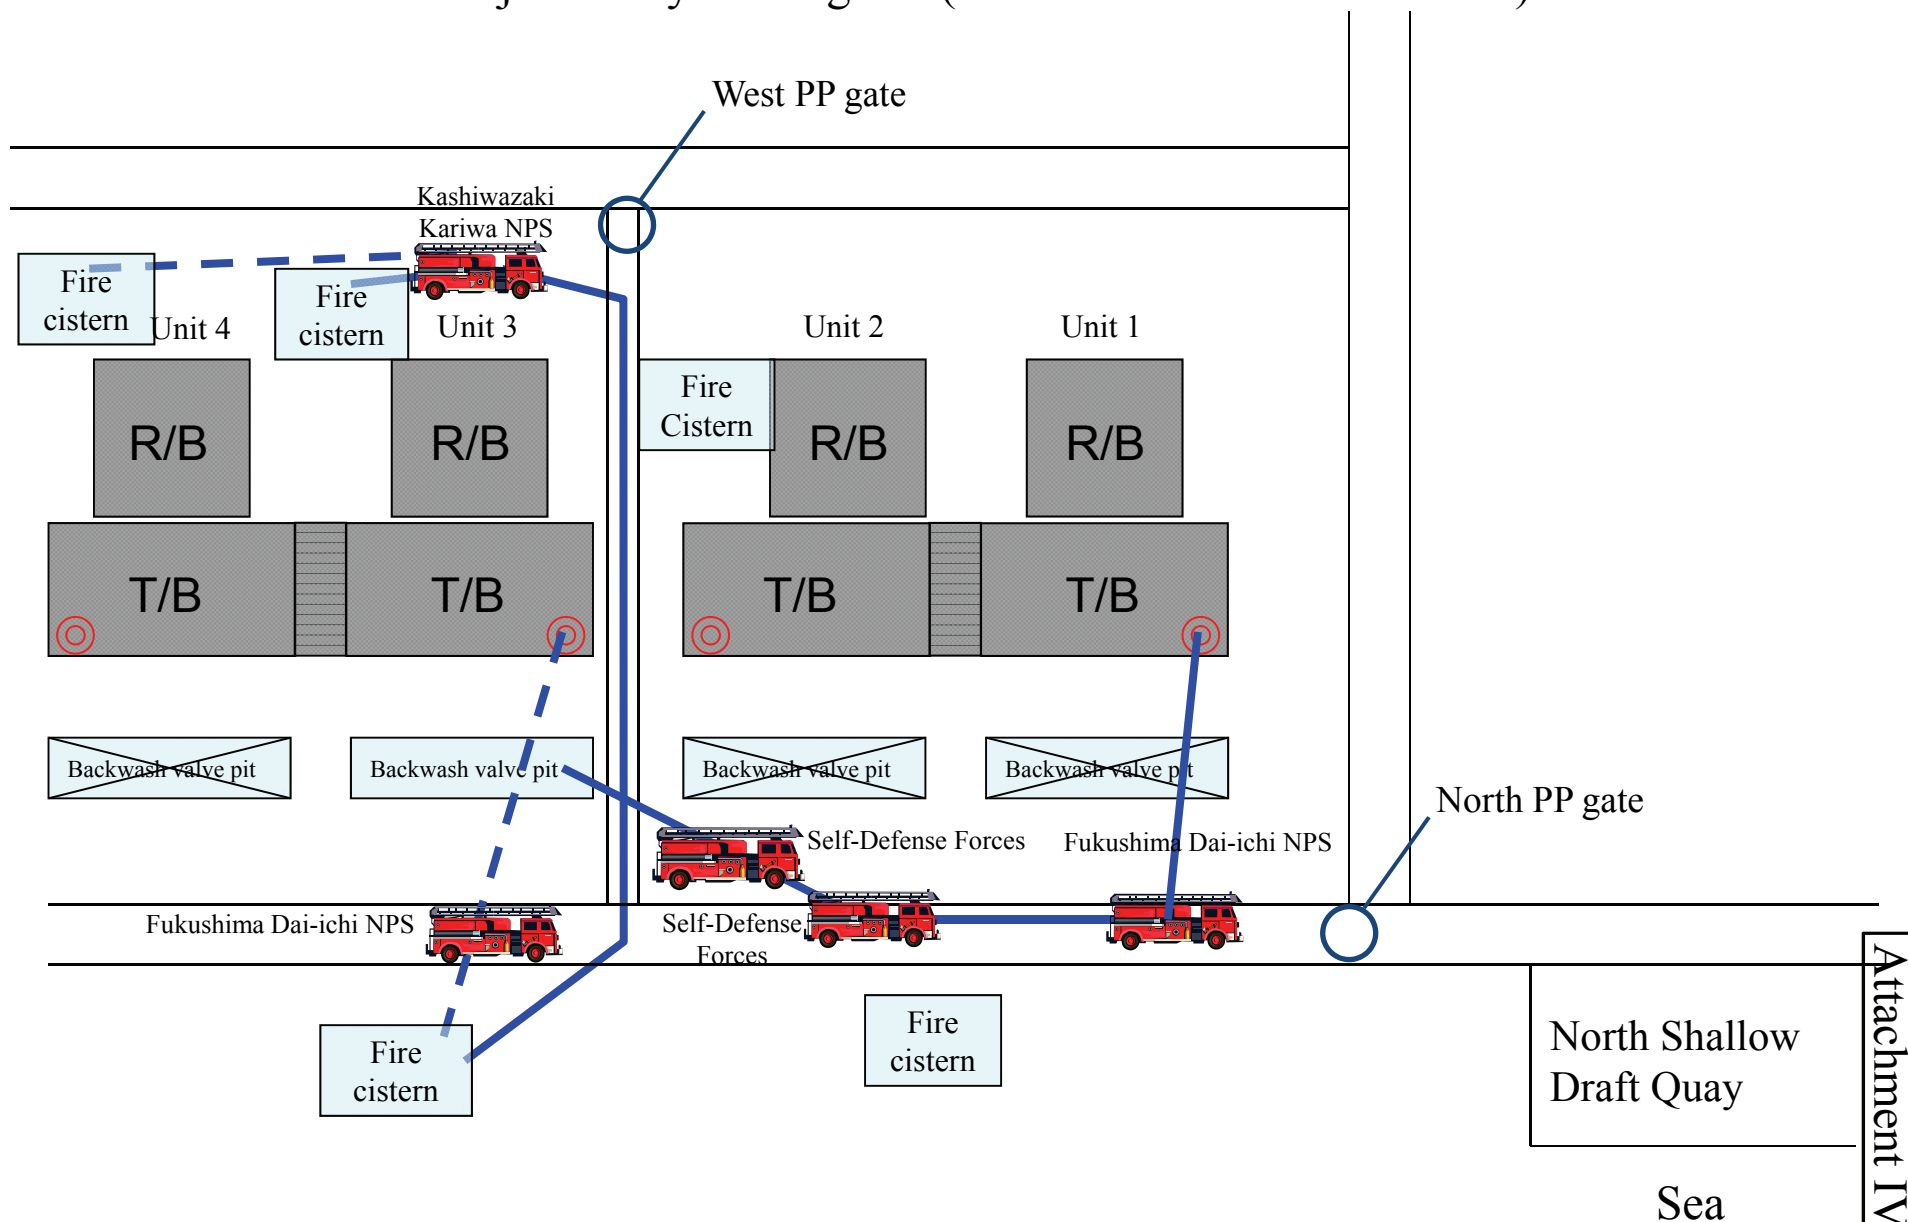 West PP gate
Kashiwazaki
Kariwa NPS
Fire
cistern
Fire
cistern
Unit 4
Unit 3
Unit 2
Unit 1
Fire
Cistern
R/B
R/B
R/B
R/B
T/B
T/B
T/B
T/B
Backwash valve pit
Backwash valve pit
Backwash valve pit
Backwash valve pit
North PP gate
Self-Defense Forces
Fukushima Dai-ichi NPS
Fukushima Dai-ichi NPS
Self-Defense
Forces
Fire
cistern
Fire
cistern
North Shallow
Draft Quay
Sea
Attachment IV